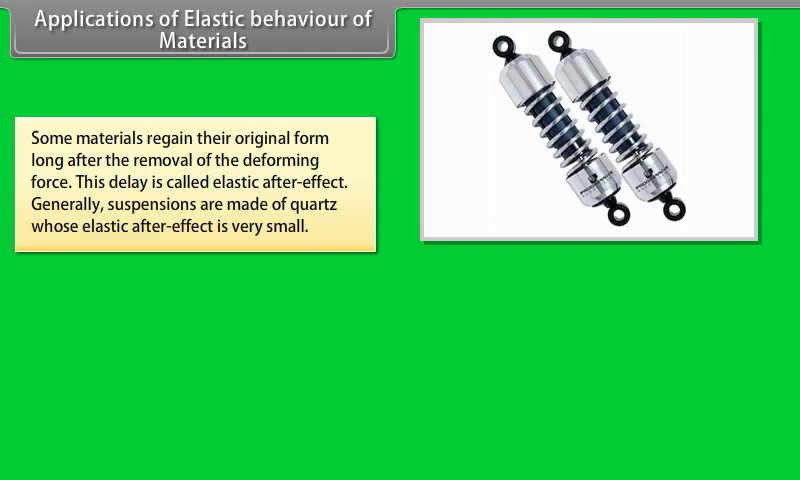 Applications of Elastic behaviour of
Materials
Some materials regain their original form
long after the removal of the deforming
force. This delay is called elastic after-effect.
Generally, suspensions are made of quartz
whose elastic after-effect is very small.